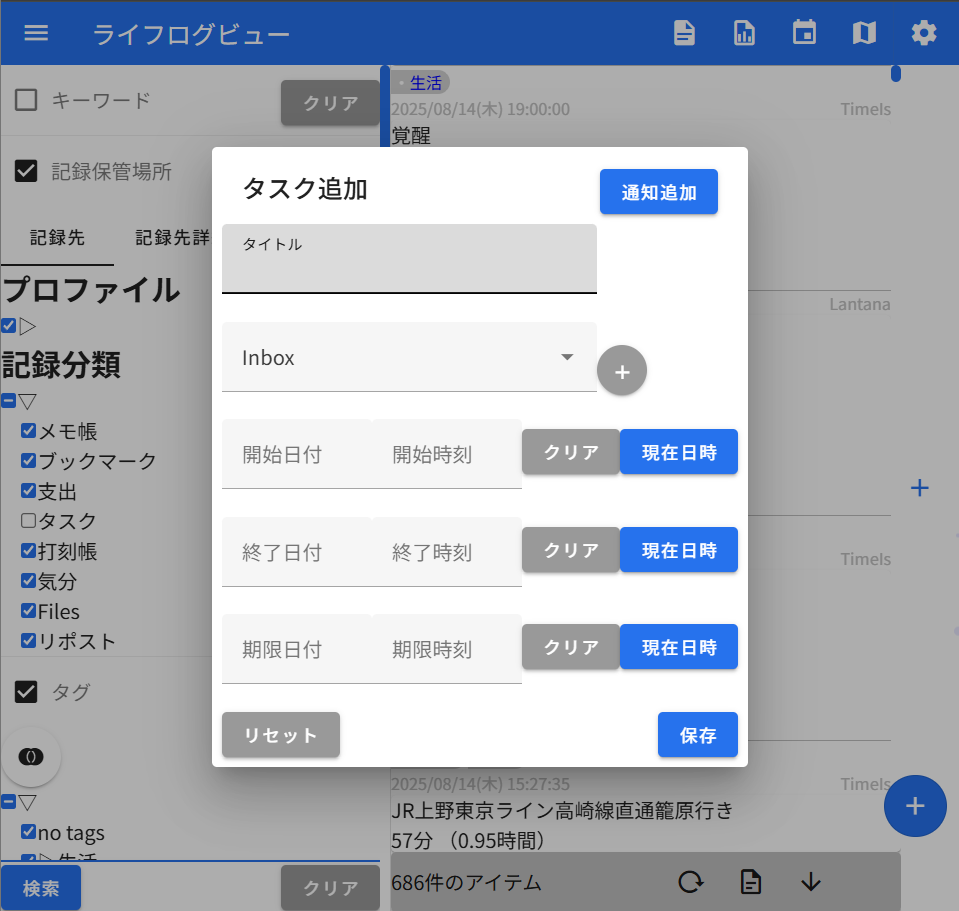 ライフログビュー
キーワード
クリア
記録保管場所
記録先
記録先詳
プロファイル
記録分類
メモ帳
ブックマーク
支出
タスク
打刻帳
気分
Files
リポスト
タグ
no tags
生活
検索
クリア
・生活
2025/08/14(木) 19:00:00
TimeIs
覚醒
Lantana
TimeIs
タスク追加
通知追加
タイトル
Inbox
+
開始日付
開始時刻
クリア
現在日時
終了日付
終了時刻
クリア
現在日時
期限日付
期限時刻
クリア
現在日時
リセット
保存
2025/08/14(木) 15:27:35
TimeIs
JR上野東京ライン高崎線直通籠原行き
57分 （0.95時間）
686件のアイテム